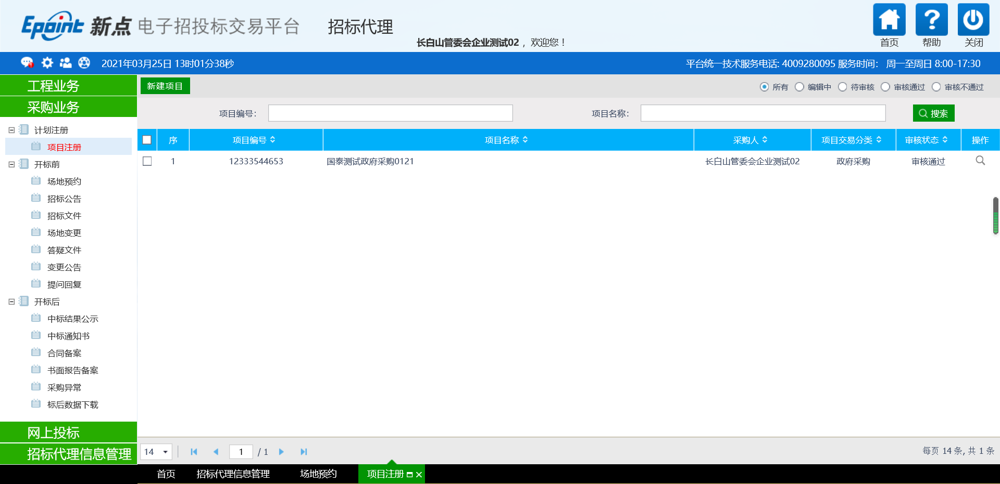 Epoint 新点 电子招投标交易平台 招标代理
长白山管委会企业测试02 ，欢迎您！
首页 帮助 关闭
2021年03月25日 13时01分38秒
平台统一技术服务电话: 4009280095 服务时间： 周一至周日 8:00-17:30
工程业务
采购业务
计划注册
项目注册
开标前
场地预约
招标公告
招标文件
场地变更
答疑文件
变更公告
提问回复
开标后
中标结果公示
中标通知书
合同备案
书面报告备案
采购异常
标后数据下载
网上投标
招标代理信息管理
新建项目
所有 编辑中 待审核 审核通过 审核不通过
项目编号： 项目名称： 搜索
序 项目编号 项目名称 采购人 项目交易分类 审核状态 操作
1 12333544653 国泰测试政府采购0121 长白山管委会企业测试02 政府采购 审核通过
14 1 / 1
每页 14 条, 共 1 条
首页 招标代理信息管理 场地预约 项目注册